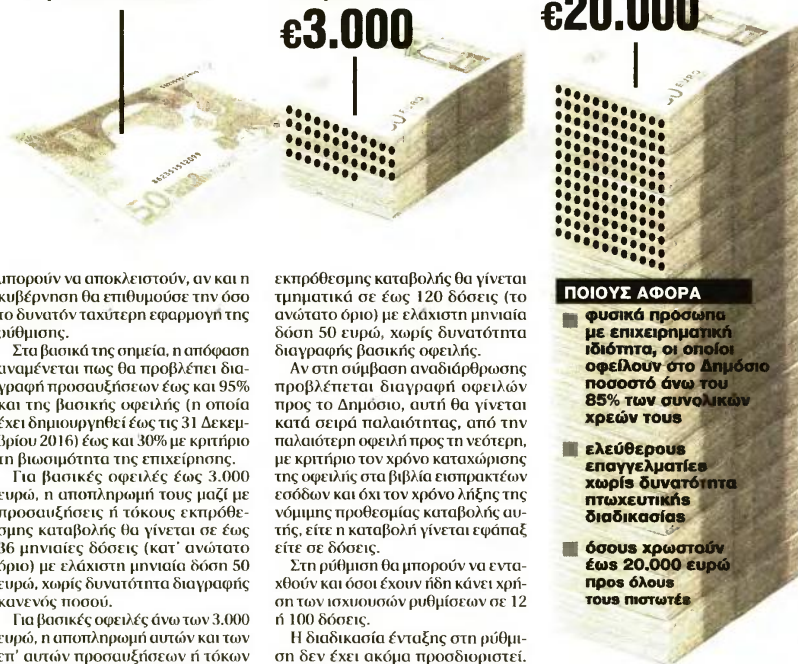 €3.000
€20.000
μπορούν να αποκλειστούν, αν και η
κυβέρνηση θα επιθυμούσε την όσο
το δυνατόν ταχύτερη εφαρμογή της
ρύθμισης.
Στα βασικά της σημεία, η απόφαση
αναμένεται πως θα προβλέπει δια-
γραφή προσαυξήσεων έως και 95%
και της βασικής οφειλής (η οποία
έχει δημιουργηθεί έως τις 31 Δεκεμ-
βρίου 2016) έως και 30% με κριτήριο
τη βιωσιμότητα της επιχείρησης.
Για βασικές οφειλές έως 3.000
ευρώ, η αποπληρωμή τους μαζί με
προσαυξήσεις ή τόκους εκπρόθε-
σμης καταβολής θα γίνεται σε έως
36 μηνιαίες δόσεις (κατ' ανώτατο
όριο) με ελάχιστη μηνιαία δόση 50
ευρώ, χωρίς δυνατότητα διαγραφής
κανενός ποσού.
Για βασικές οφειλές άνω των 3.000
ευρώ, η αποπληρωμή αυτών και των
επ' αυτών προσαυξήσεων ή τόκων
εκπρόθεσμης καταβολής θα γίνεται
τμηματικά σε έως 120 δόσεις (το
ανώτατο όριο) με ελάχιστη μηνιαία
δόση 50 ευρώ, χωρίς δυνατότητα
διαγραφής βασικής οφειλής.
Αν στη σύμβαση αναδιάρθρωσης
προβλέπεται διαγραφή οφειλών
προς το Δημόσιο, αυτή θα γίνεται
κατά σειρά παλαιότητας, από την
παλαιότερη οφειλή προς τη νεότερη,
με κριτήριο τον χρόνο καταχώρισης
της οφειλής στα βιβλία εισπρακτέων
εσόδων και όχι τον χρόνο λήξης της
νόμιμης προθεσμίας καταβολής αυ-
τής, είτε η καταβολή γίνεται εφάπαξ
είτε σε δόσεις.
Στη ρύθμιση θα μπορούν να εντα-
χθούν και όσοι έχουν ήδη κάνει χρή-
ση των ισχυουσών ρυθμίσεων σε 12
ή 100 δόσεις.
Η διαδικασία ένταξης στη ρύθμι-
ση δεν έχει ακόμα προσδιοριστεί.
ΠΟΙΟΥΣ ΑΦΟΡΑ
φυσικά πρόσωπα
με επιχειρηματική
ιδιότητα, οι οποίοι
οφείλουν στο Δημόσιο
ποσοστό άνω του
85% των συνολικών
χρεών τους
ελεύθερους
επαγγελματίες
χωρίς δυνατότητα
πτωχευτικής
διαδικασίας
όσους χρωστούν
έως 20.000 ευρώ
προς όλους
τους πιστωτές